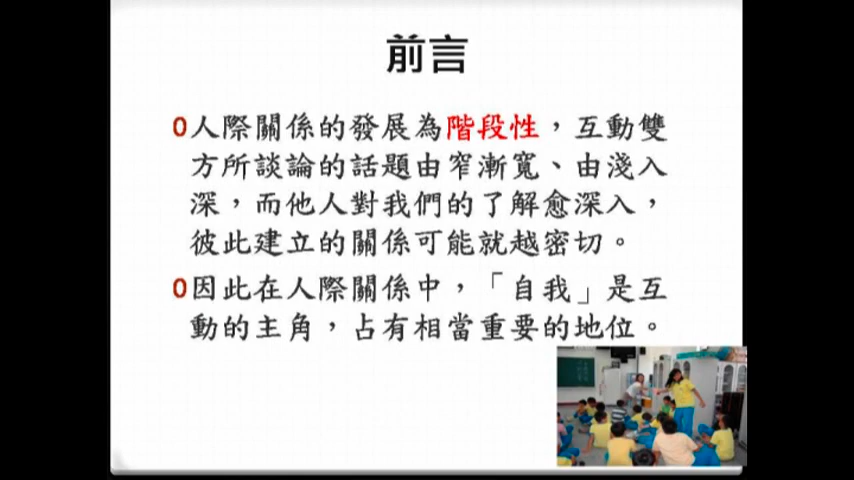 前言
人際關係的發展為階段性，互動雙
方所談論的話題由窄漸寬、由淺入
深，而他人對我們的了解愈深入，
彼此建立的關係可能就越密切。
因此在人際關係中，「自我」是互
動的主角，占有相當重要的地位。